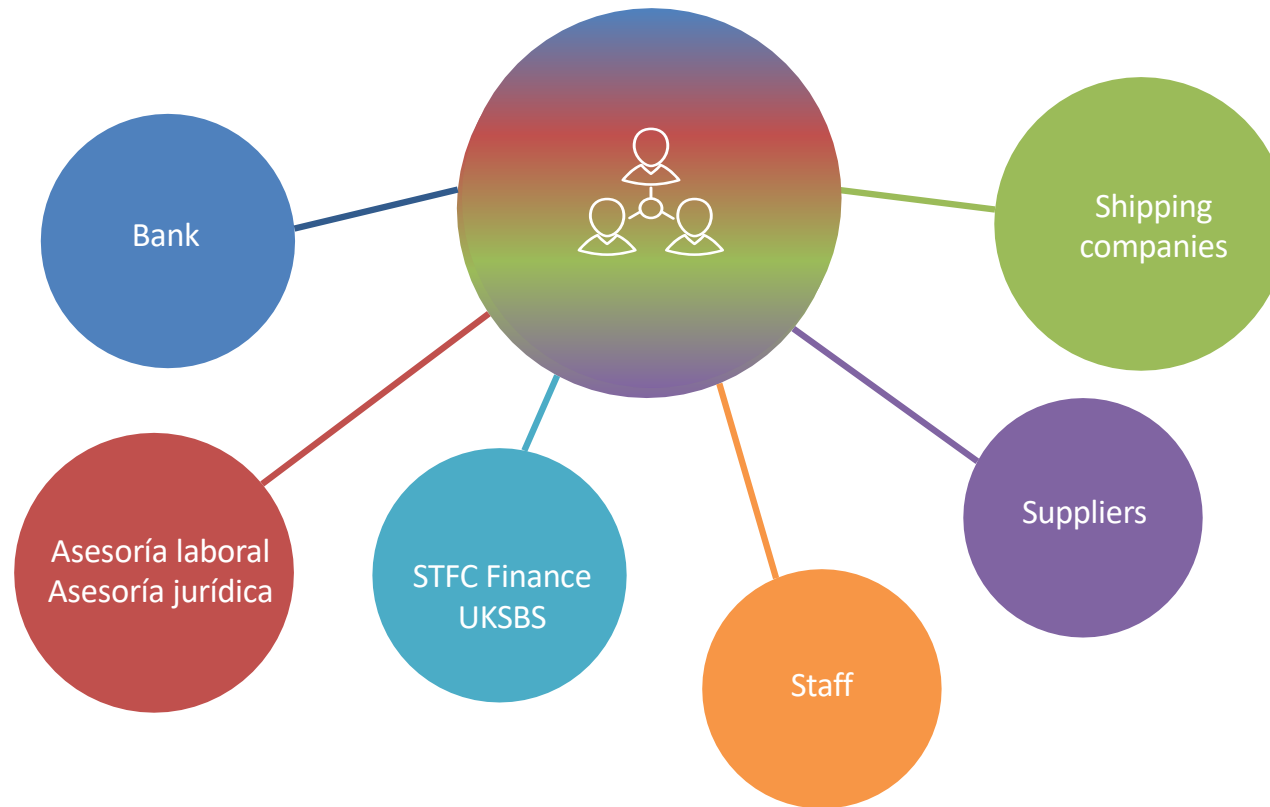 Bank
Shipping
companies
Asesoría laboral
Asesoría jurídica
STFC Finance
UKSBS
Staff
Suppliers